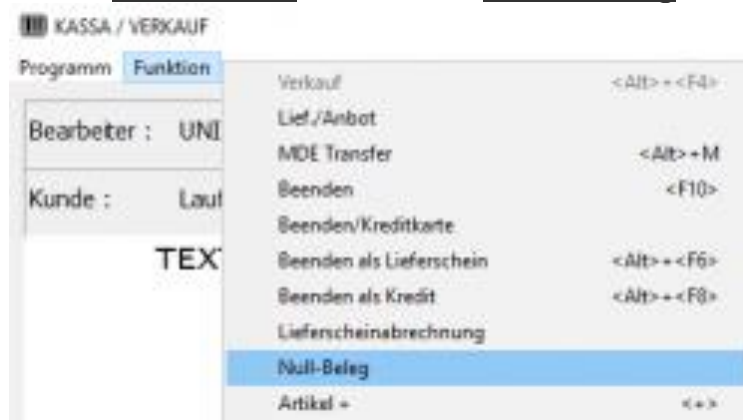 KASSA / VERKAUF
Programm Funktion
Verkauf <Alt>+<F4>
Lief./Anbot
MDE Transfer <Alt>+M
Beenden <F10>
Beenden/Kreditkarte
Beenden als Lieferschein <Alt>+<F6>
Beenden als Kredit <Alt>+<F8>
Lieferscheinabrechnung
Null-Beleg
Artikel + <+>
Bearbeiter : UNI
Kunde : Lauf
TEXT